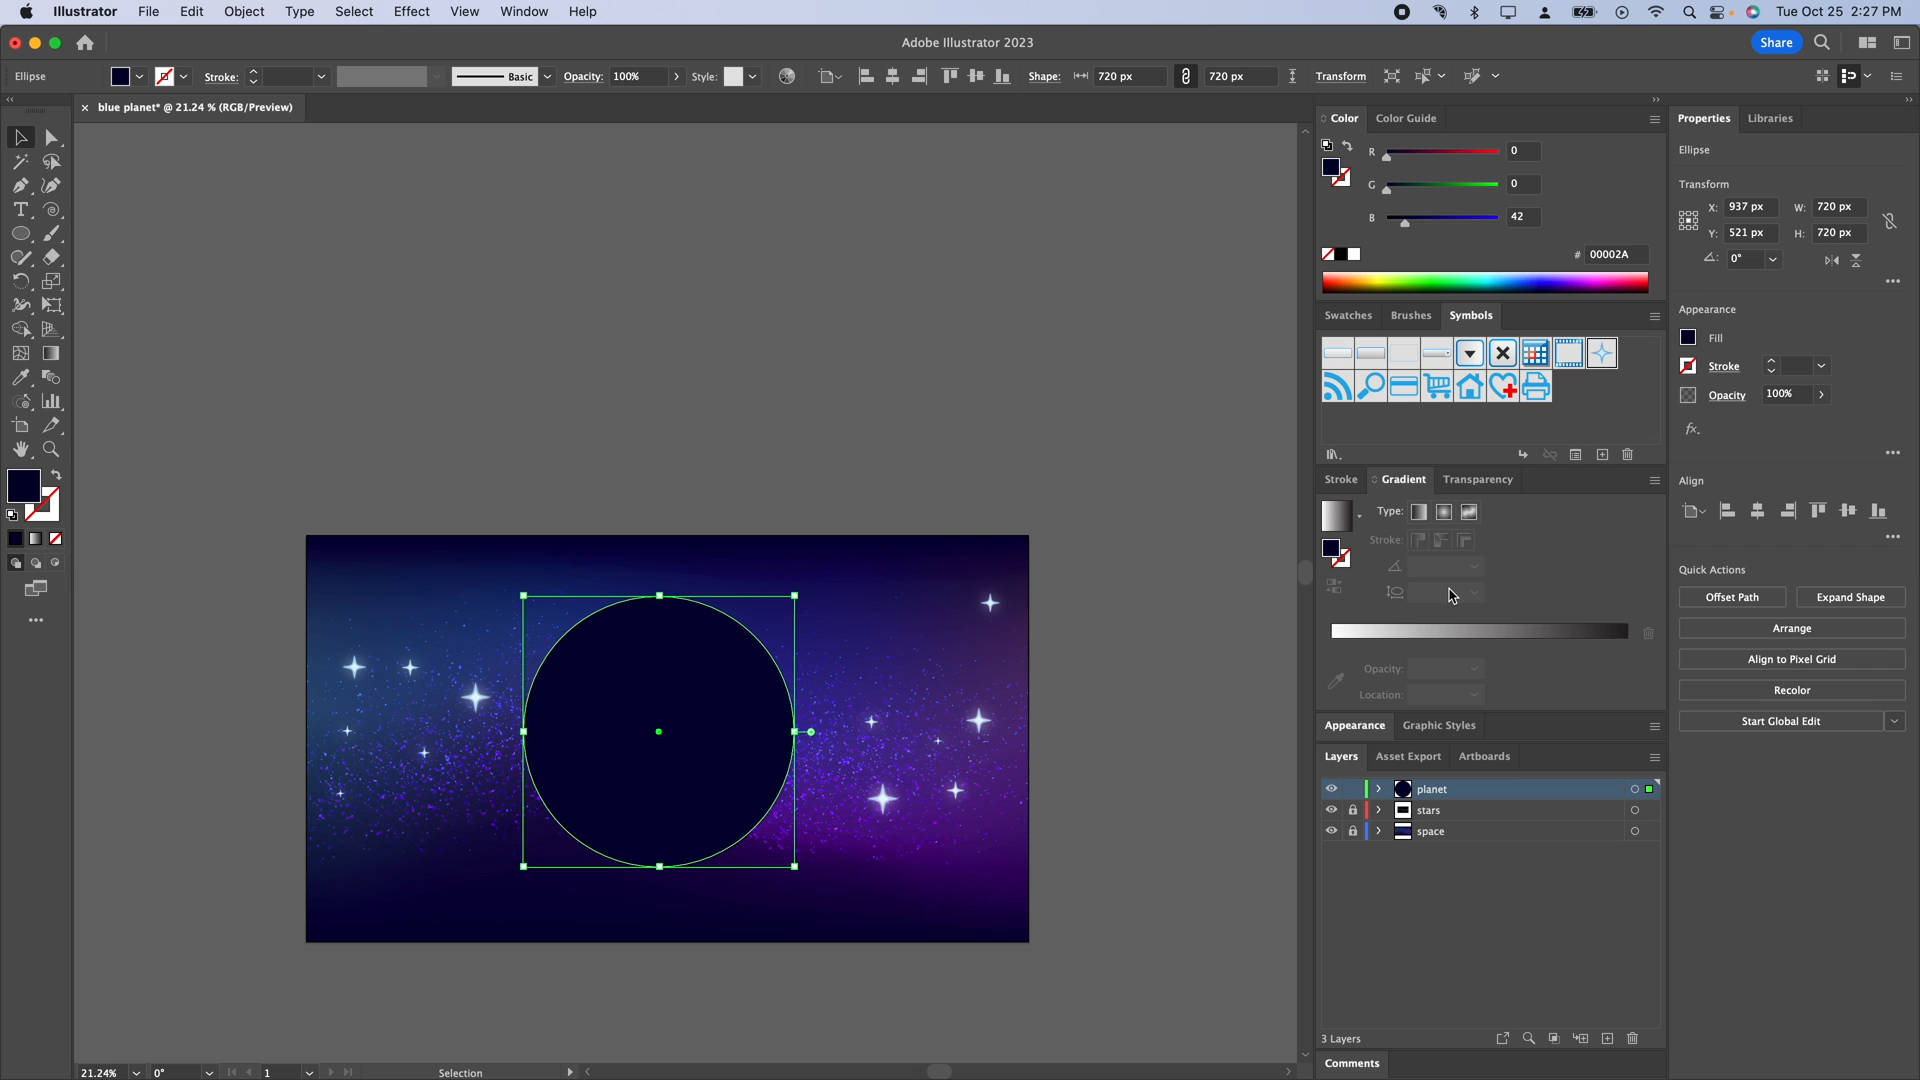 Illustrator File Edit Object Type Select Effect View Window Help
Tue Oct 25 2:27 PM
Adobe Illustrator 2023
Share
Ellipse
Stroke:
Basic
Opacity: 100%
Style:
Shape: 720 px 720 px
Transform
× blue planet* @ 21.24 % (RGB/Preview)
Color Color Guide
R 0
G 0
B 42
# 00002A
Swatches Brushes Symbols
Stroke Gradient Transparency
Type:
Stroke:
Opacity:
Location:
Appearance Graphic Styles
Layers Asset Export Artboards
planet
stars
space
3 Layers
Comments
Properties Libraries
Ellipse
Transform
X: 937 px W: 720 px
Y: 521 px H: 720 px
0°
Appearance
Fill
Stroke
Opacity 100%
fx.
Align
Quick Actions
Offset Path Expand Shape
Arrange
Align to Pixel Grid
Recolor
Start Global Edit
21.24% 0° 1 Selection